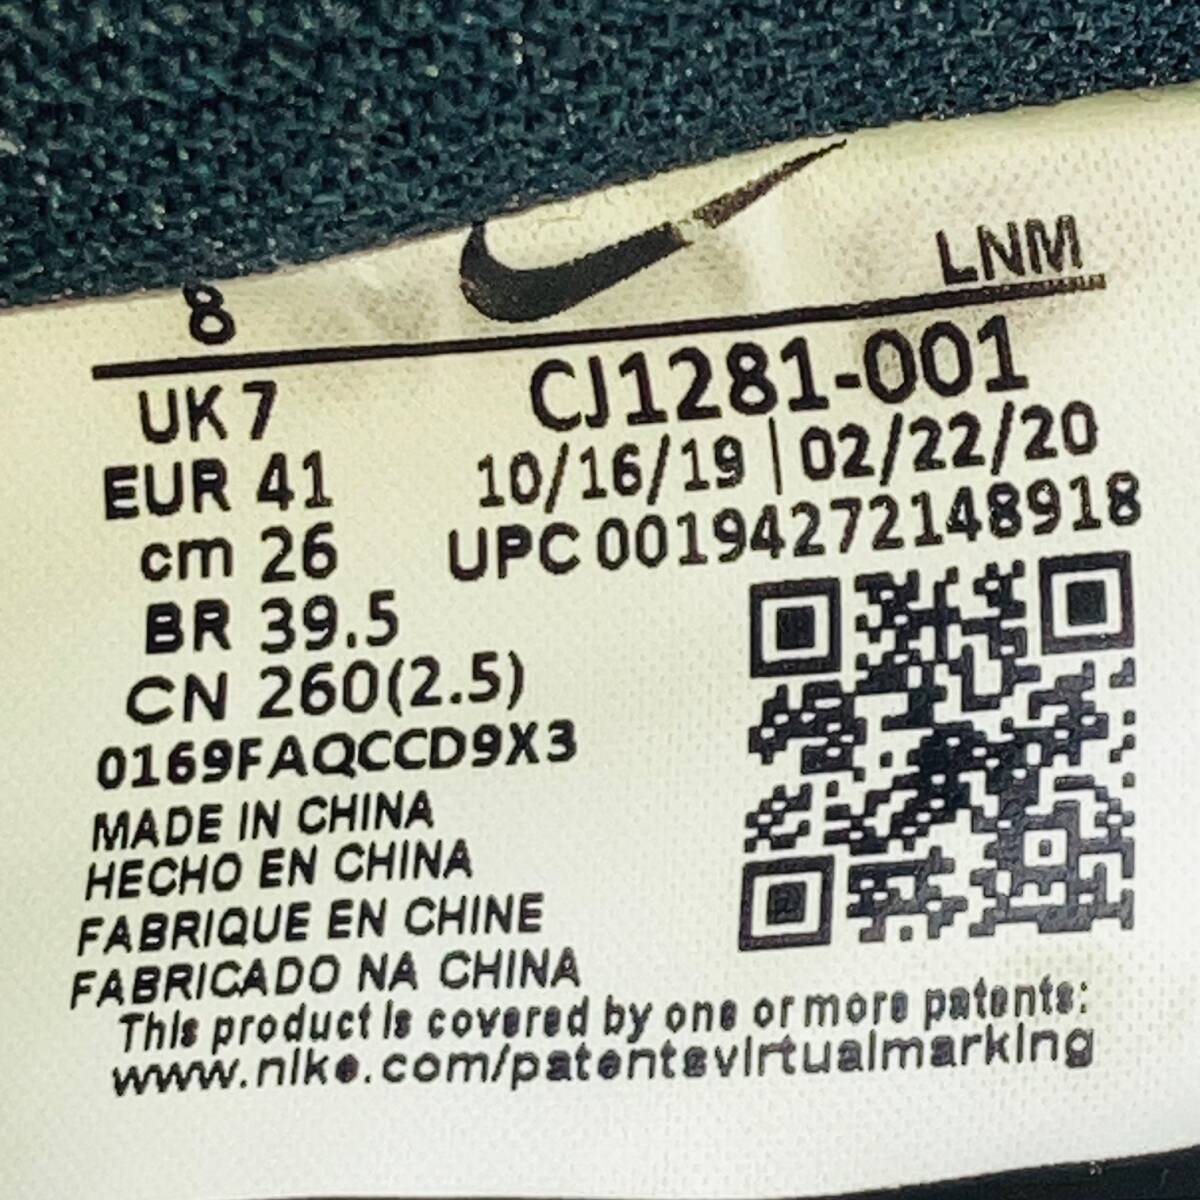 8 LNM
UK 7 CJ1281-001
EUR 41 10/16/19 | 02/22/20
cm 26 UPC 00194272148918
BR 39.5
CN 260(2.5)
0169FAQCCD9X3
MADE IN CHINA
HECHO EN CHINA
FABRIQUE EN CHINE
FABRICADO NA CHINA
This product is covered by one or more patents:
www.nike.com/patentsvirtualmarking